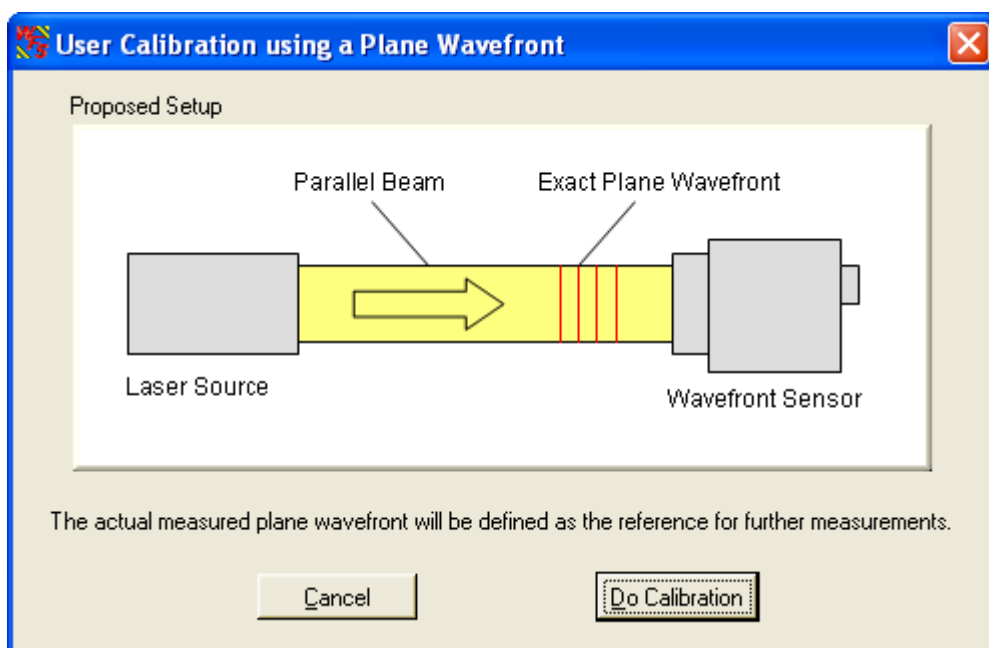 User Calibration using a Plane Wavefront
Proposed Setup
Parallel Beam
Exact Plane Wavefront
Laser Source
Wavefront Sensor
The actual measured plane wavefront will be defined as the reference for further measurements.
Cancel
Do Calibration